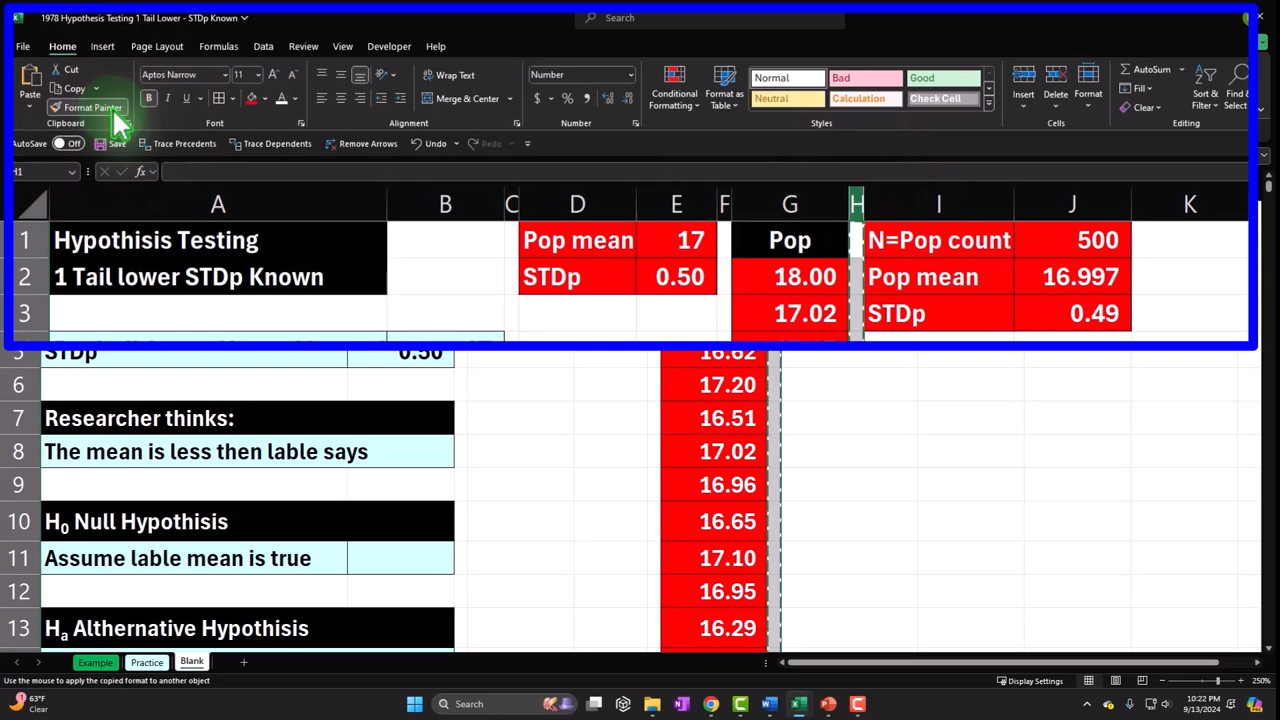 1978 Hypothesis Testing 1 Tail Lower - STDp Known
Search
File Home Insert Page Layout Formulas Data Review View Developer Help
Paste
Cut
Copy
Format Painter
Clipboard
Aptos Narrow 11
B I U
Font
Wrap Text
Merge & Center
Alignment
Number
$ % 9
Number
Conditional Formatting
Format as Table
Normal Bad Good
Neutral Calculation Check Cell
Styles
Insert Delete Format
Cells
AutoSum
Fill
Clear
Sort & Filter
Find & Selec
Editing
AutoSave Off Save Trace Precedents Trace Dependents Remove Arrows Undo Redo
H1 fx
A B C D E F G H I J K
1 Hypothisis Testing Pop mean 17 Pop N=Pop count 500
2 1 Tail lower STDp Known STDp 0.50 18.00 Pop mean 16.997
3 17.02 STDp 0.49
5 STDp 0.50 16.62
6 17.20
7 Researcher thinks: 16.51
8 The mean is less then lable says 17.02
9 16.96
10 H0 Null Hypothisis 16.65
11 Assume lable mean is true 17.10
12 16.95
13 Ha Althernative Hypothisis 16.29
Example Practice Blank +
Use the mouse to apply the copied format to another object
Display Settings 250%
63°F
Clear
Search
10:22 PM
9/13/2024